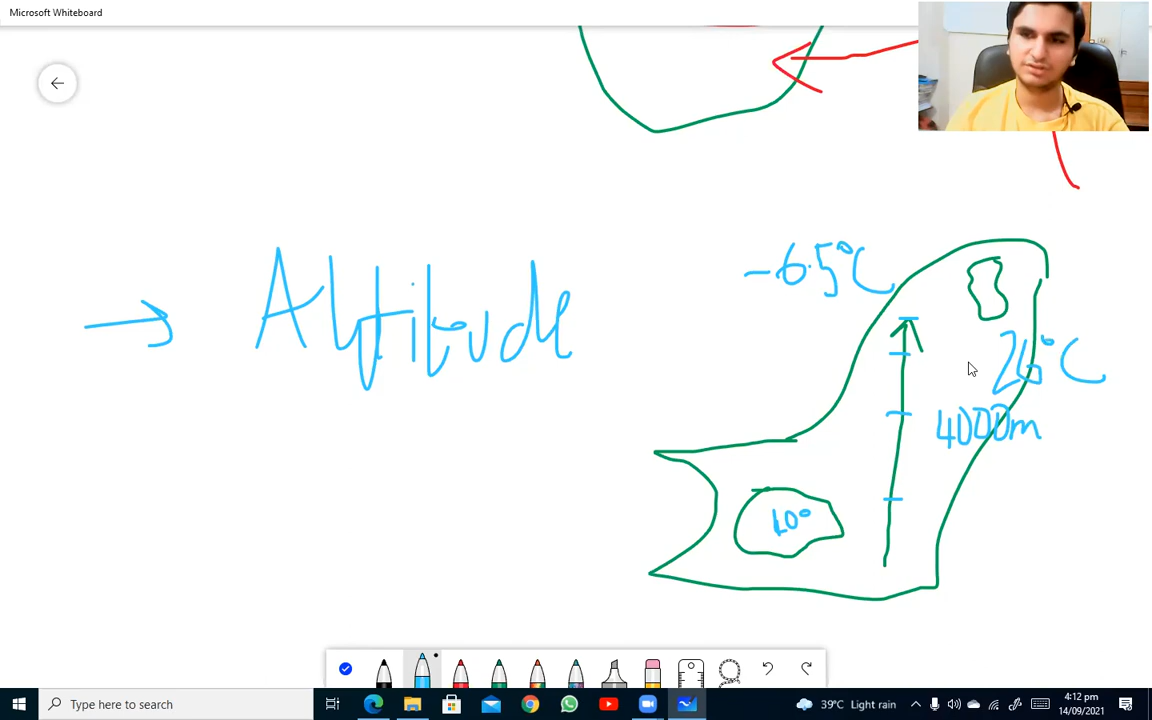 Microsoft Whiteboard
-6.5°C
→ Altitude
26°C
4000m
10°
Type here to search
39°C Light rain
4:12 pm
14/09/2021